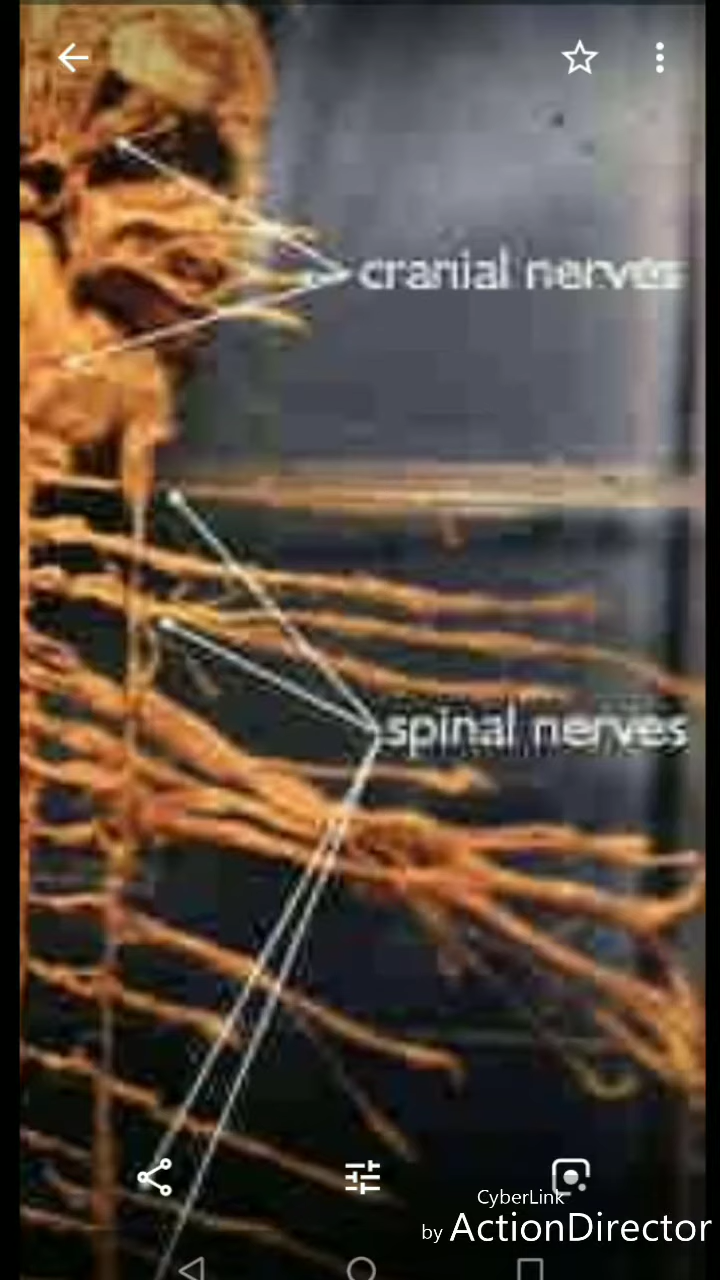 cranial nerves
spinal nerves
CyberLink
by ActionDirector